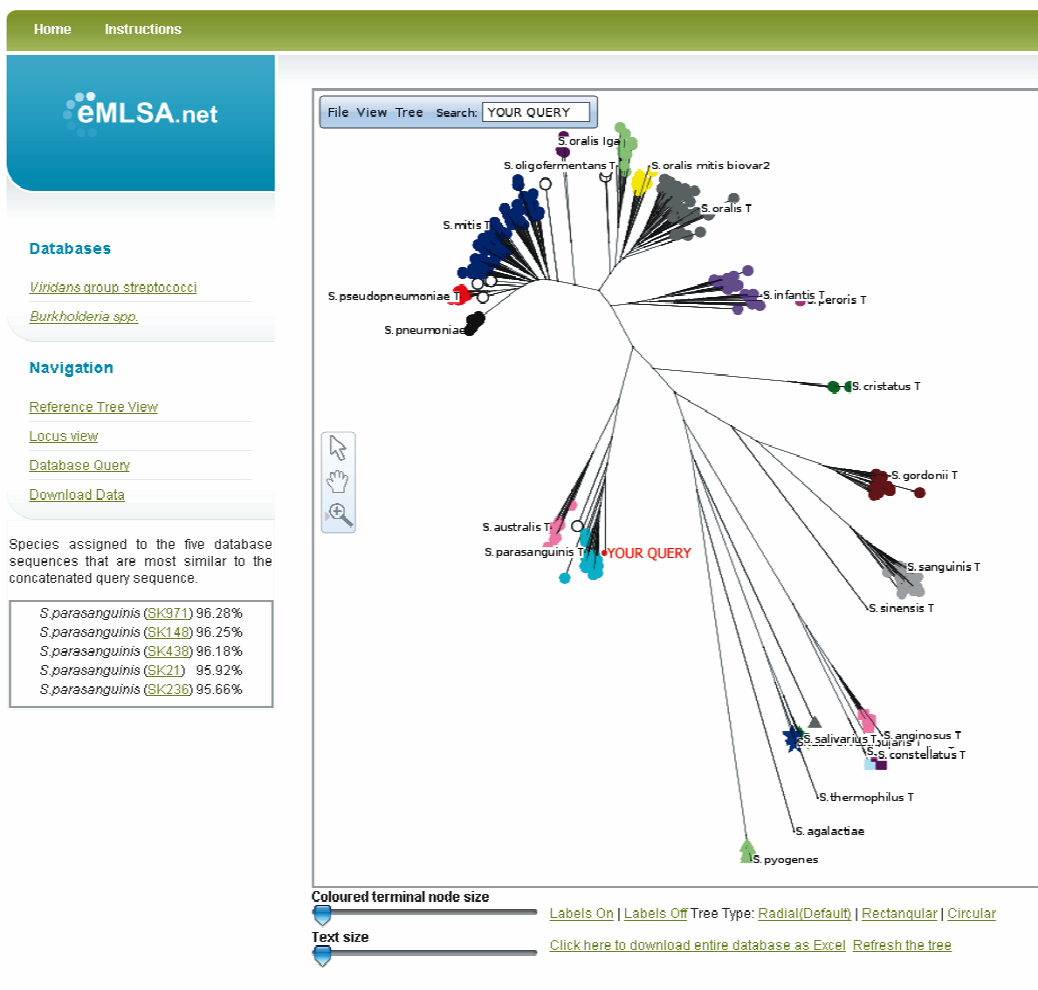 Home Instructions
eMLSA.net
Databases
Viridans group streptococci
Burkholderia spp.
Navigation
Reference Tree View
Locus view
Database Query
Download Data
Species assigned to the five database
sequences that are most similar to the
concatenated query sequence.
S.parasanguinis (SK971) 96.28%
S.parasanguinis (SK148) 96.25%
S.parasanguinis (SK438) 96.18%
S.parasanguinis (SK21) 95.92%
S.parasanguinis (SK236) 95.66%
File View Tree Search: YOUR QUERY
S.oralis Iga
S.oligofermentans T
S.oralis mitis biovar2
S.oralis T
S.mitis T
S.pseudopneumoniae T
S.infantis T
S.peroris T
S.pneumoniae
S.cristatus T
S.gordonii T
S.australis T
S.parasanguinis T
YOUR QUERY
S.sanguinis T
S.sinensis T
S.salivarius T
S.anginosus T
S.constellatus T
S.thermophilus T
S.agalactiae
S.pyogenes
Coloured terminal node size
Labels On | Labels Off Tree Type: Radial(Default) | Rectangular | Circular
Text size
Click here to download entire database as Excel Refresh the tree